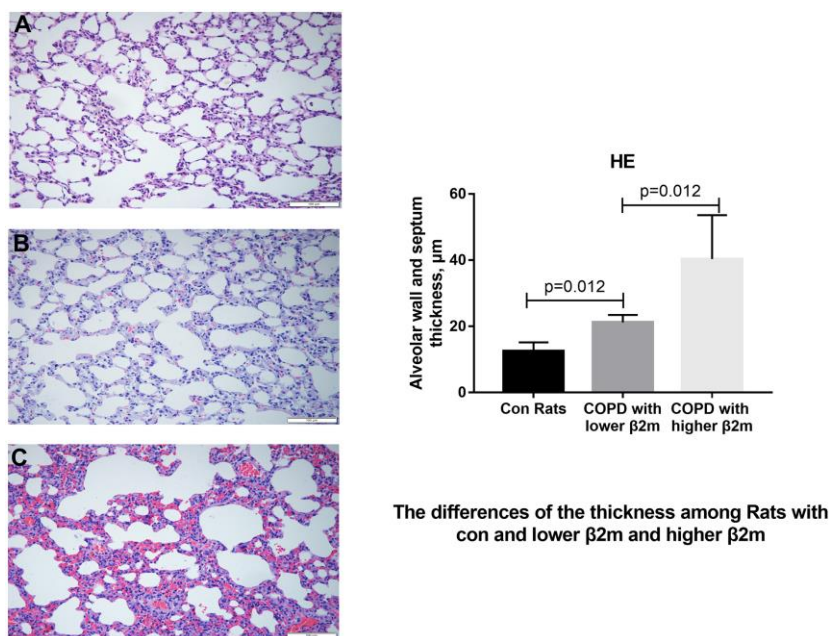 A
B
C
HE
Alveolar wall and septum
thickness, μm
60
40
20
0
p=0.012
p=0.012
Con Rats
COPD with
lower β2m
COPD with
higher β2m
The differences of the thickness among Rats with
con and lower β2m and higher β2m